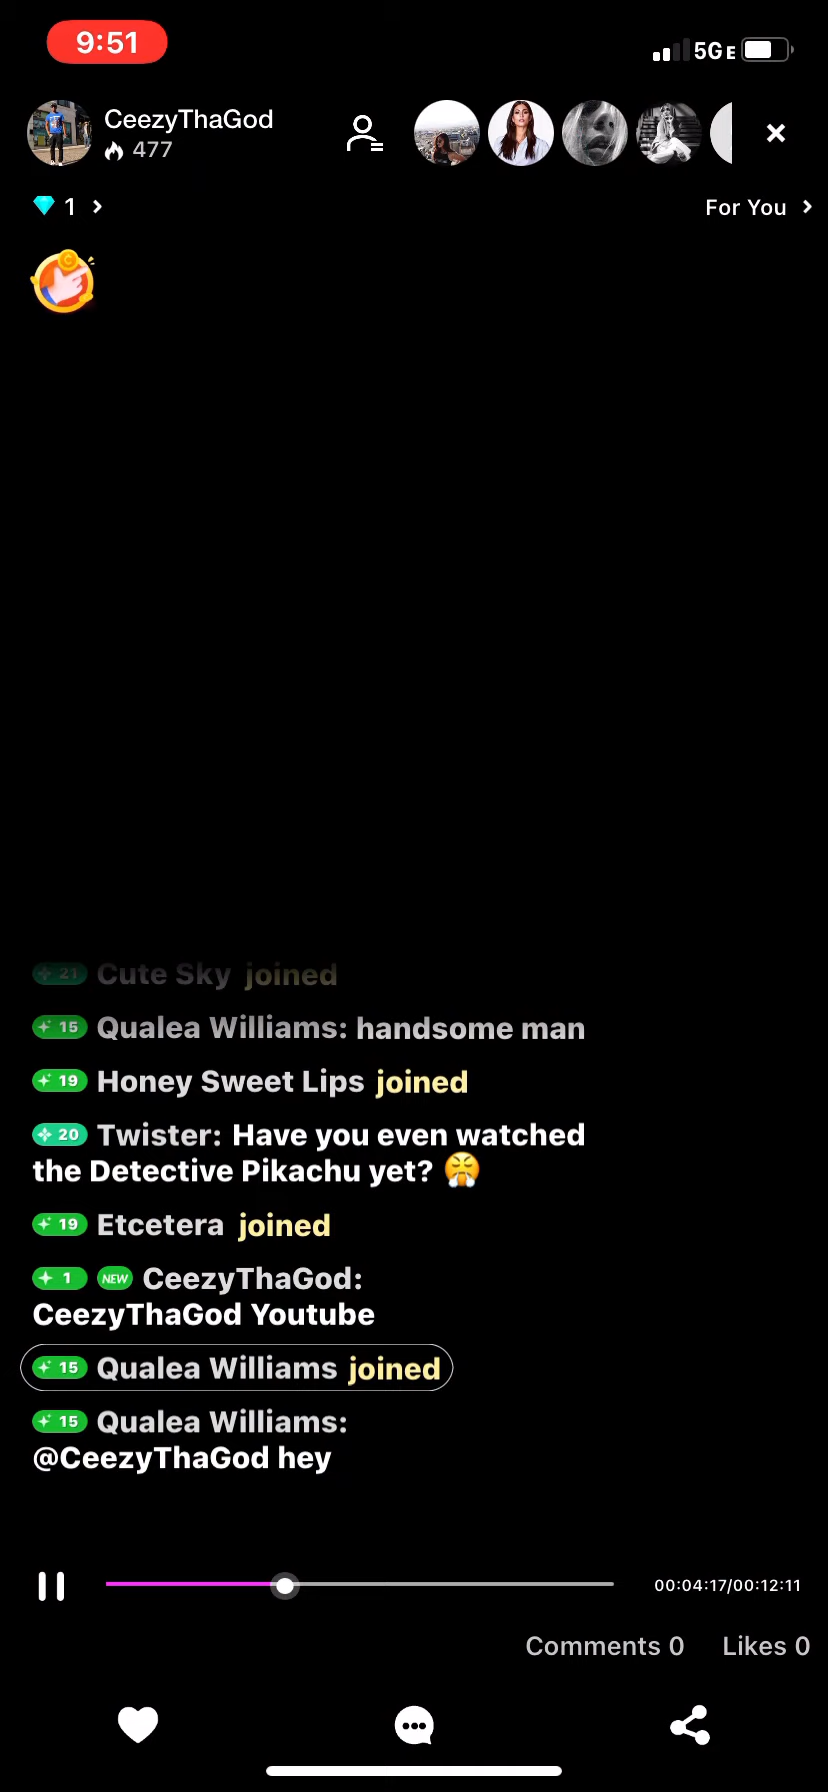 9:51
5GE
CeezyThaGod
477
1
For You
21 Cute Sky joined
15 Qualea Williams: handsome man
19 Honey Sweet Lips joined
20 Twister: Have you even watched
the Detective Pikachu yet? 😤
19 Etcetera joined
1 NEW CeezyThaGod:
CeezyThaGod Youtube
15 Qualea Williams joined
15 Qualea Williams:
@CeezyThaGod hey
00:04:17/00:12:11
Comments 0 Likes 0